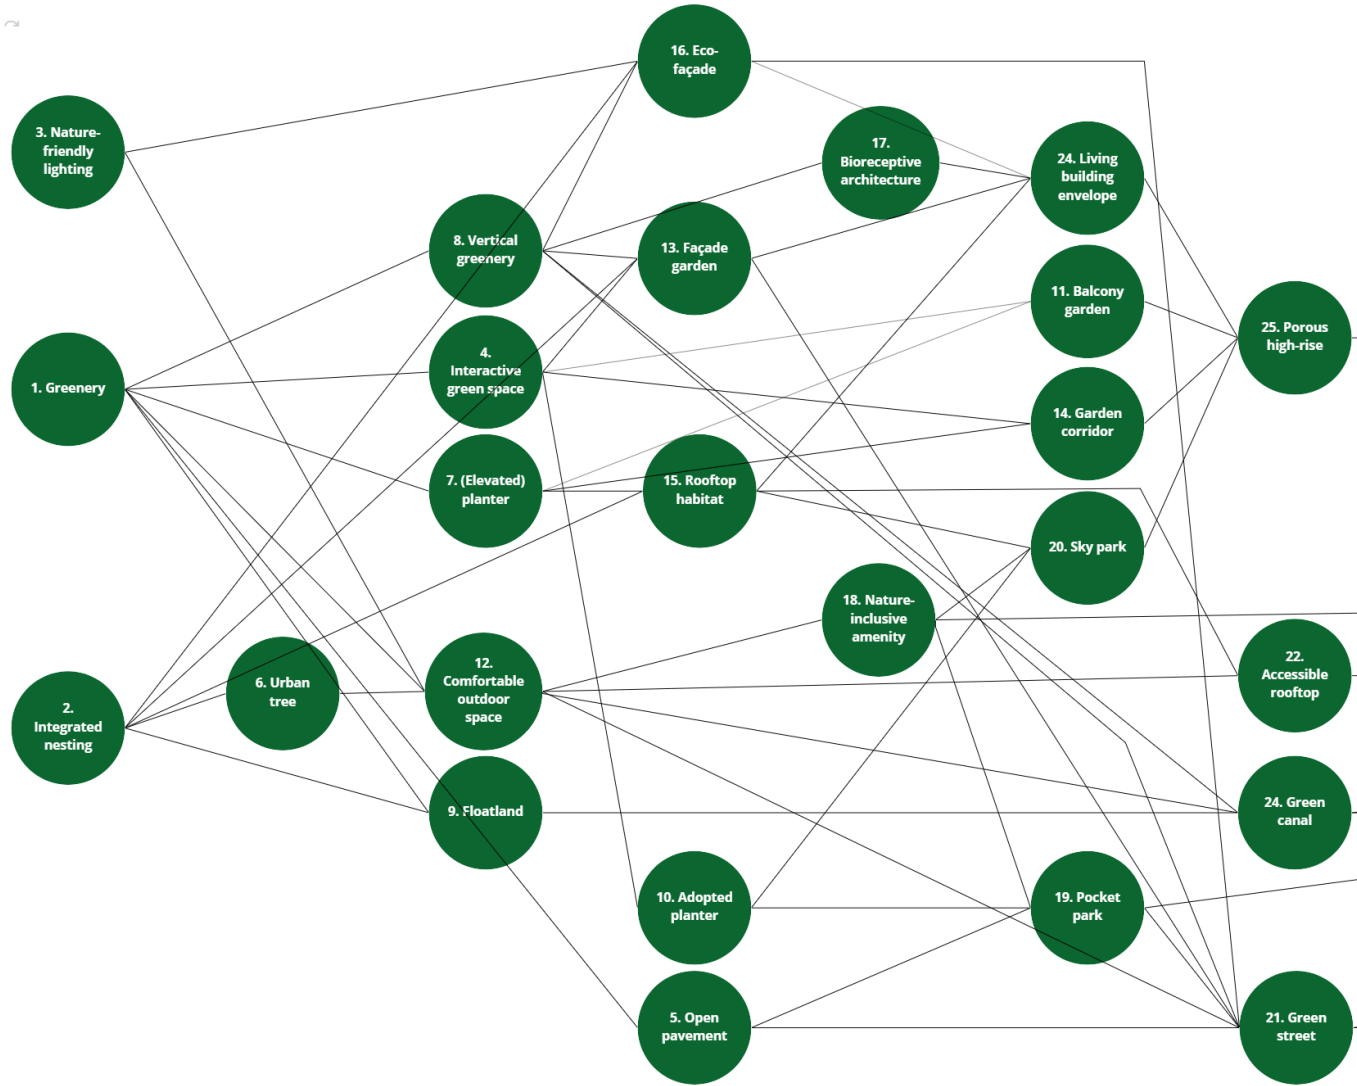 16. Eco-
façade
3. Nature-
friendly
lighting
17.
Bioreceptive
architecture
24. Living
building
envelope
8. Vertical
greenery
13. Façade
garden
11. Balcony
garden
25. Porous
high-rise
4.
Interactive
green space
1. Greenery
14. Garden
corridor
7. (Elevated)
planter
15. Rooftop
habitat
20. Sky park
18. Nature-
inclusive
amenity
12.
Comfortable
outdoor
space
6. Urban
tree
22.
Accessible
rooftop
2.
Integrated
nesting
9. Floatland
24. Green
canal
10. Adopted
planter
19. Pocket
park
5. Open
pavement
21. Green
street